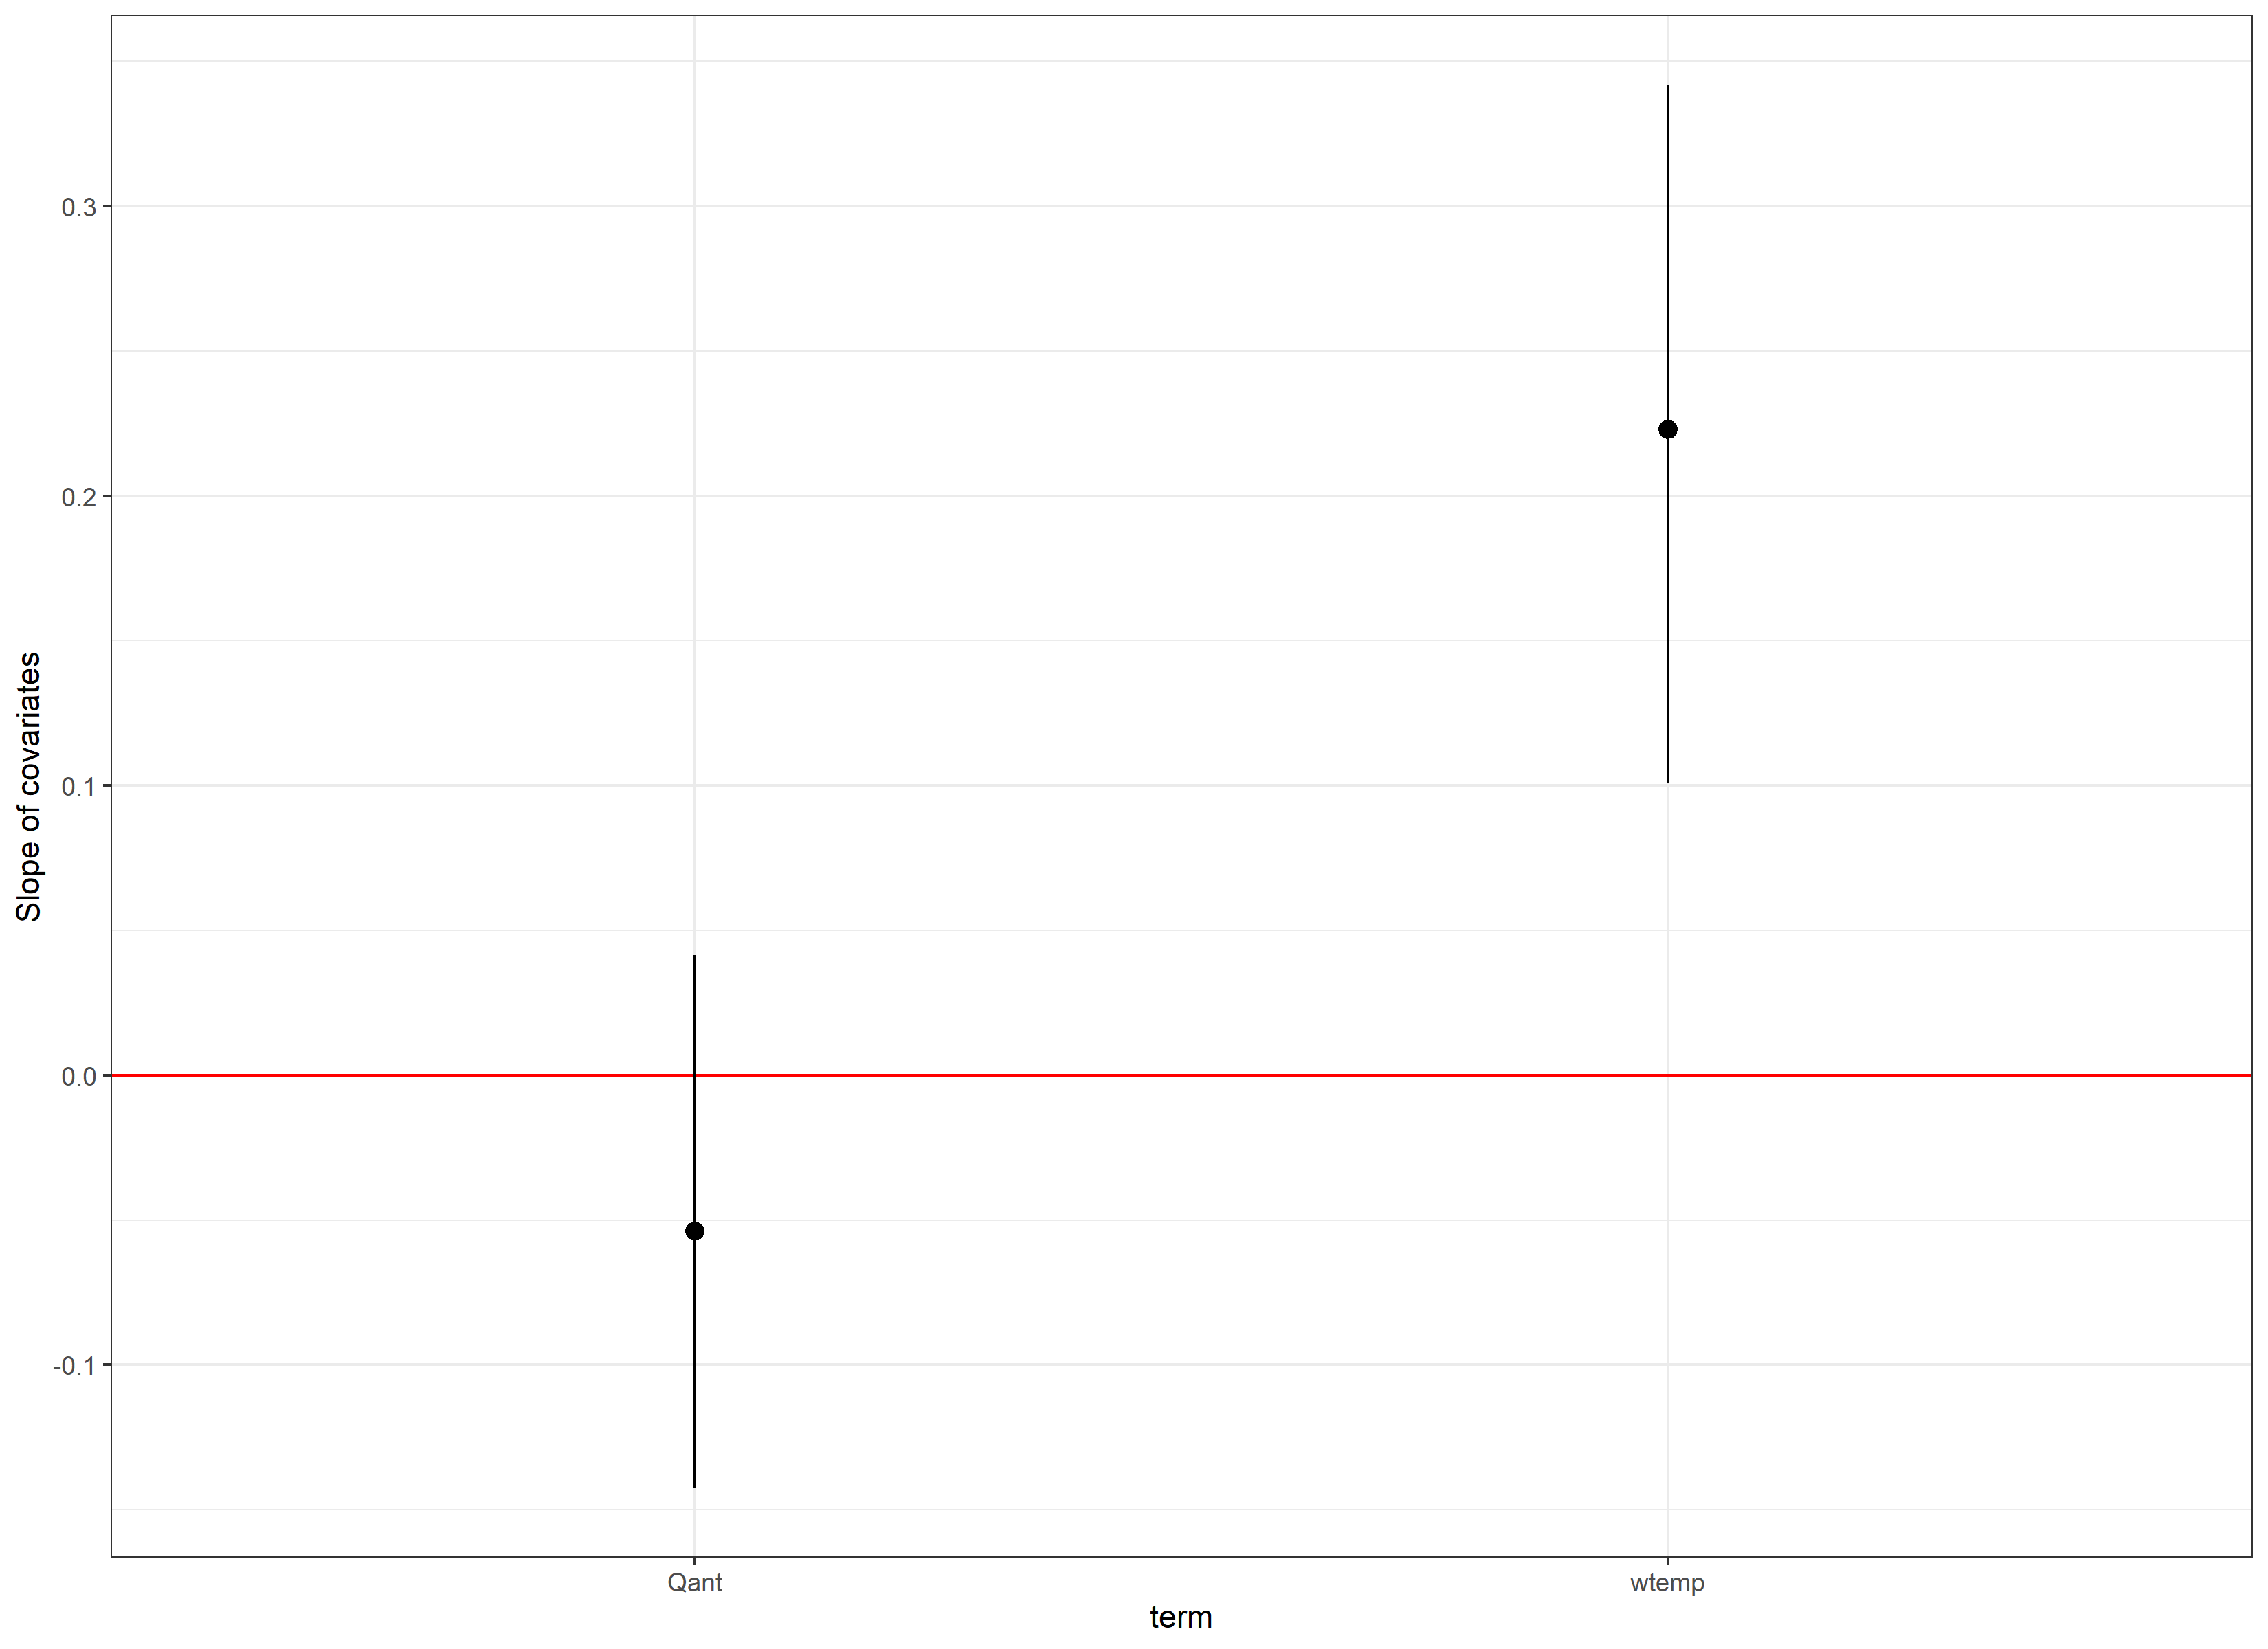 Slope of covariates
0.3
0.2
0.1
0.0
-0.1
Qant
wtemp
term